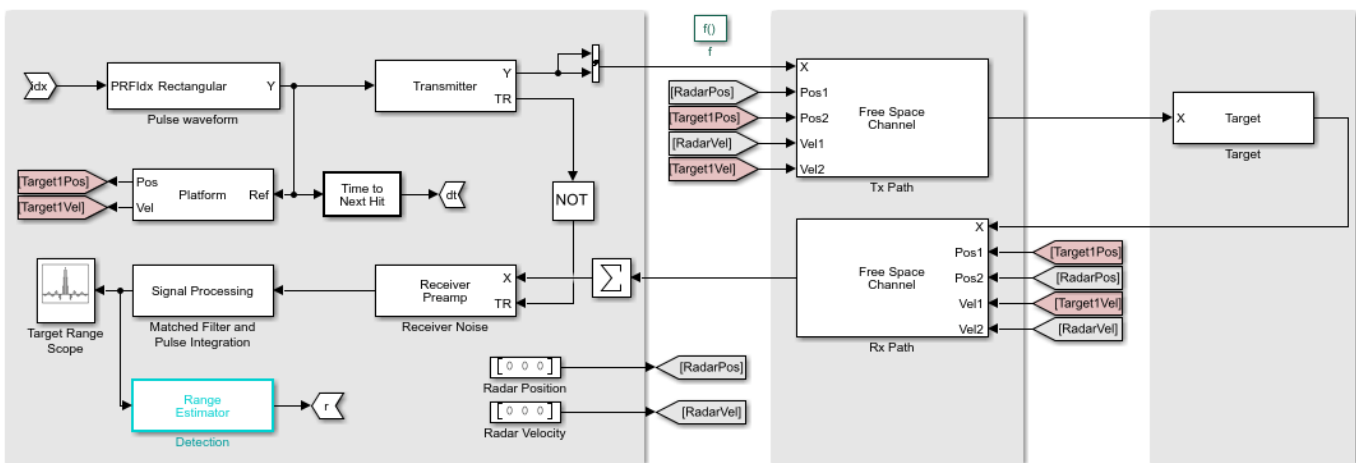 f()
f
Idx
PRFIdx Rectangular Y
Pulse waveform
Transmitter
Y
TR
X
Pos1
Pos2
Vel1
Vel2
Free Space
Channel
Tx Path
[RadarPos]
[Target1Pos]
[RadarVel]
[Target1Vel]
X Target
Target
[Target1Pos]
[Target1Vel]
Pos
Vel
Platform
Ref
Time to
Next Hit
dt
NOT
X
Pos1
Pos2
Vel1
Vel2
Free Space
Channel
Rx Path
[Target1Pos]
[RadarPos]
[Target1Vel]
[RadarVel]
Target Range
Scope
Signal Processing
Matched Filter and
Pulse Integration
Receiver
Preamp
X
TR
Receiver Noise
∑
[0 0 0]
Radar Position
[RadarPos]
[0 0 0]
Radar Velocity
[RadarVel]
Range
Estimator
Detection
r